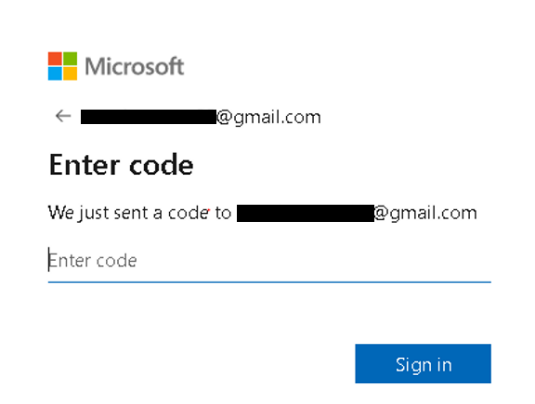 Microsoft
@gmail.com
Enter code
We just sent a code to @gmail.com
Enter code
Sign in